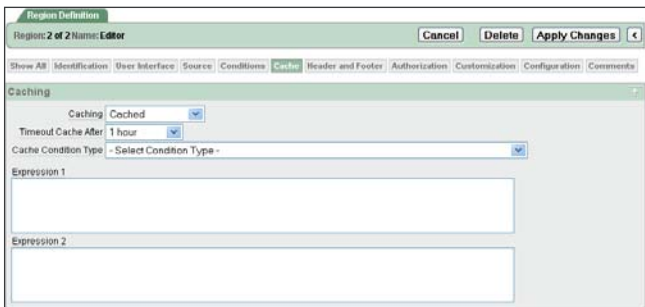 Region Definition
Region: 2 of 2 Name: Editor
Cancel Delete Apply Changes <
Show All Identification User Interface Source Conditions Cache Header and Footer Authorization Customization Configuration Comments
Caching
Caching Cached
Timeout Cache After 1 hour
Cache Condition Type - Select Condition Type -
Expression 1
Expression 2